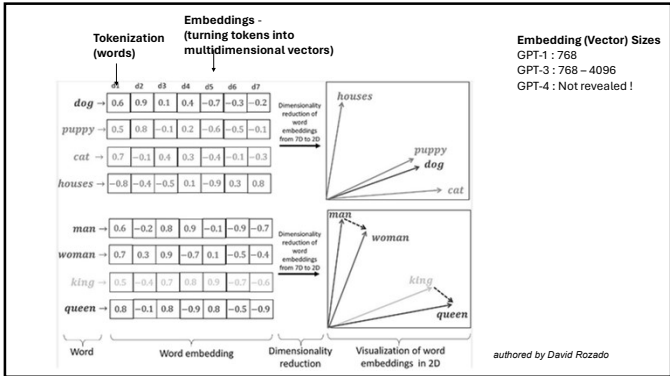 Tokenization
(words)
Embeddings -
(turning tokens into
multidimensional vectors)
Embedding (Vector) Sizes
GPT-1 : 768
GPT-3 : 768 – 4096
GPT-4 : Not revealed !
d1 d2 d3 d4 d5 d6 d7
dog → 0.6 0.9 0.1 0.4 −0.7 −0.3 −0.2
puppy → 0.5 0.8 −0.1 0.2 −0.6 −0.5 −0.1
cat → 0.7 −0.1 0.4 0.3 −0.4 −0.1 −0.3
houses → −0.8 −0.4 −0.5 0.1 −0.9 0.3 0.8
Dimensionality
reduction of
word
embeddings
from 7D to 2D
houses
puppy
dog
cat
man → 0.6 −0.2 0.8 0.9 −0.1 −0.9 −0.7
woman → 0.7 0.3 0.9 −0.7 0.1 −0.5 −0.4
king → 0.5 −0.4 0.7 0.8 0.9 −0.7 −0.6
queen → 0.8 −0.1 0.8 −0.9 0.8 −0.5 −0.9
Dimensionality
reduction of
word
embeddings
from 7D to 2D
man
woman
king
queen
Word
Word embedding
Dimensionality
reduction
Visualization of word
embeddings in 2D
authored by David Rozado